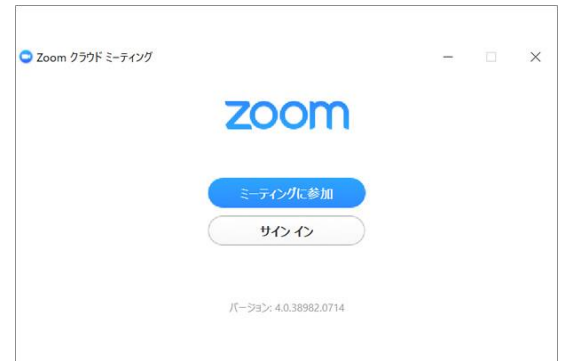 Zoom クラウド ミーティング
zoom
ミーティングに参加
サイン イン
バージョン: 4.0.38982.0714